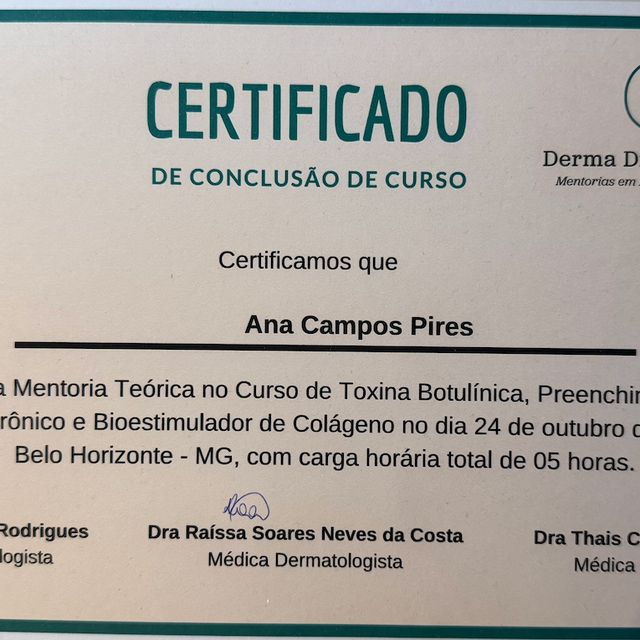 CERTIFICADO
DE CONCLUSÃO DE CURSO
Derma
Mentorias em
Certificamos que
Ana Campos Pires
a Mentoria Teórica no Curso de Toxina Botulínica,
e Bioestimulador de Colágeno no dia 24 de outubro
Belo Horizonte - MG, com carga horária total de 05 horas.
Rodrigues
Dra Raíssa Soares Neves da Costa
Dra Thais
Médica Dermatologista
Médica